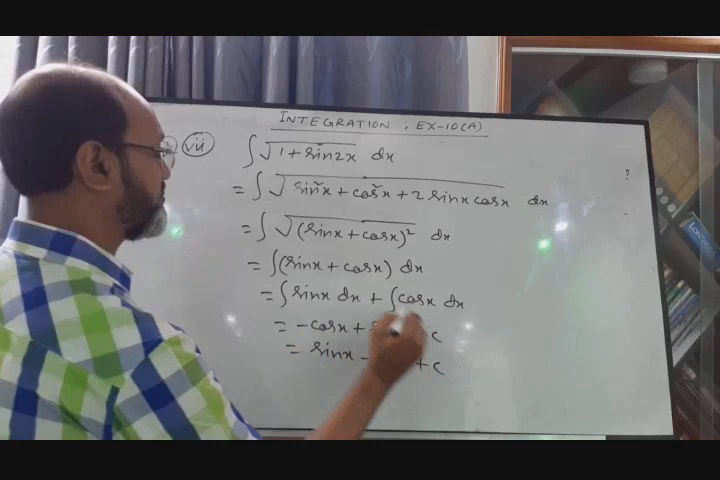 INTEGRATION, EX-10(A)
vii ∫√1+sin2x dx
= ∫√sin²x + cos²x + 2 sinx cosx dx
= ∫√(sinx + cosx)² dx
= ∫(sinx + cosx) dx
= ∫sinx dx + ∫cosx dx
= -cosx + c
= sinx - + c
?